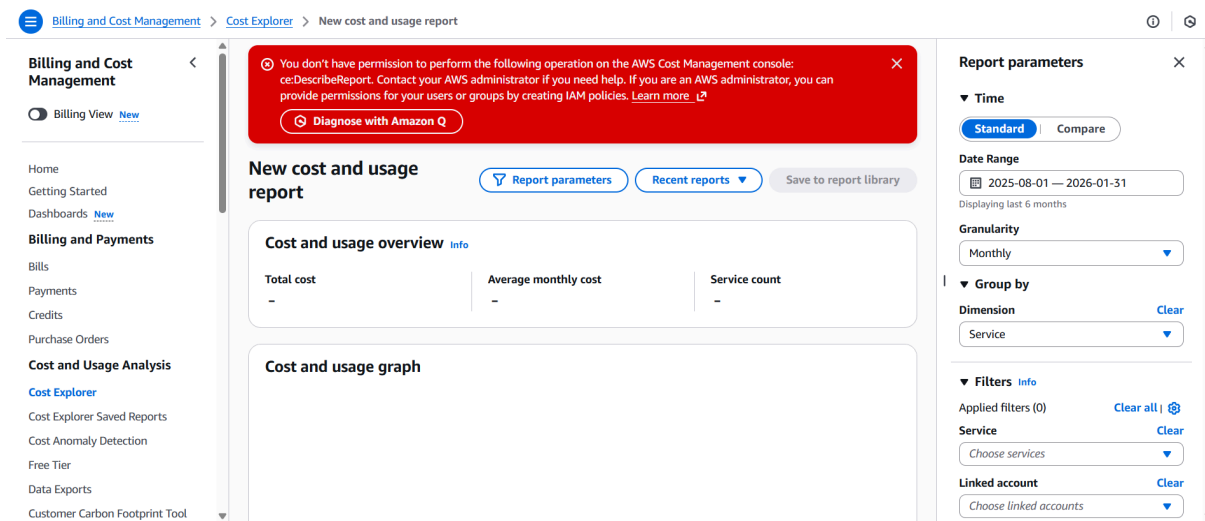 Billing and Cost Management > Cost Explorer > New cost and usage report
Billing and Cost
Management
Billing View New
Home
Getting Started
Dashboards New
Billing and Payments
Bills
Payments
Credits
Purchase Orders
Cost and Usage Analysis
Cost Explorer
Cost Explorer Saved Reports
Cost Anomaly Detection
Free Tier
Data Exports
Customer Carbon Footprint Tool
You don't have permission to perform the following operation on the AWS Cost Management console:
ce:DescribeReport. Contact your AWS administrator if you need help. If you are an AWS administrator, you can
provide permissions for your users or groups by creating IAM policies. Learn more
Diagnose with Amazon Q
New cost and usage
report
Report parameters
Recent reports
Save to report library
Cost and usage overview Info
Total cost
-
Average monthly cost
-
Service count
-
Cost and usage graph
Report parameters
Time
Standard
Compare
Date Range
2025-08-01 — 2026-01-31
Displaying last 6 months
Granularity
Monthly
Group by
Dimension Clear
Service
Filters Info
Applied filters (0) Clear all |
Service Clear
Choose services
Linked account Clear
Choose linked accounts